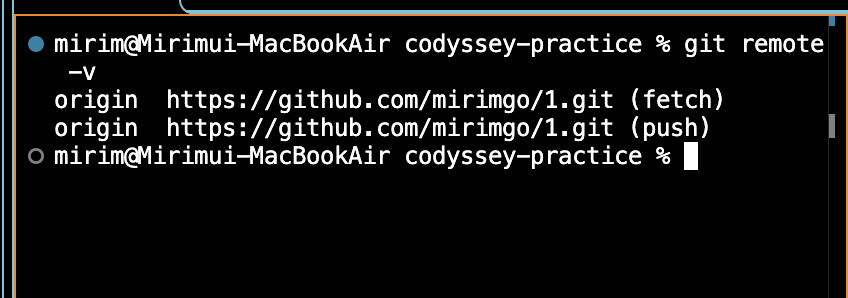 mirim@Mirimui-MacBookAir codyssey-practice % git remote
-v
origin  https://github.com/mirimgo/1.git (fetch)
origin  https://github.com/mirimgo/1.git (push)
mirim@Mirimui-MacBookAir codyssey-practice %